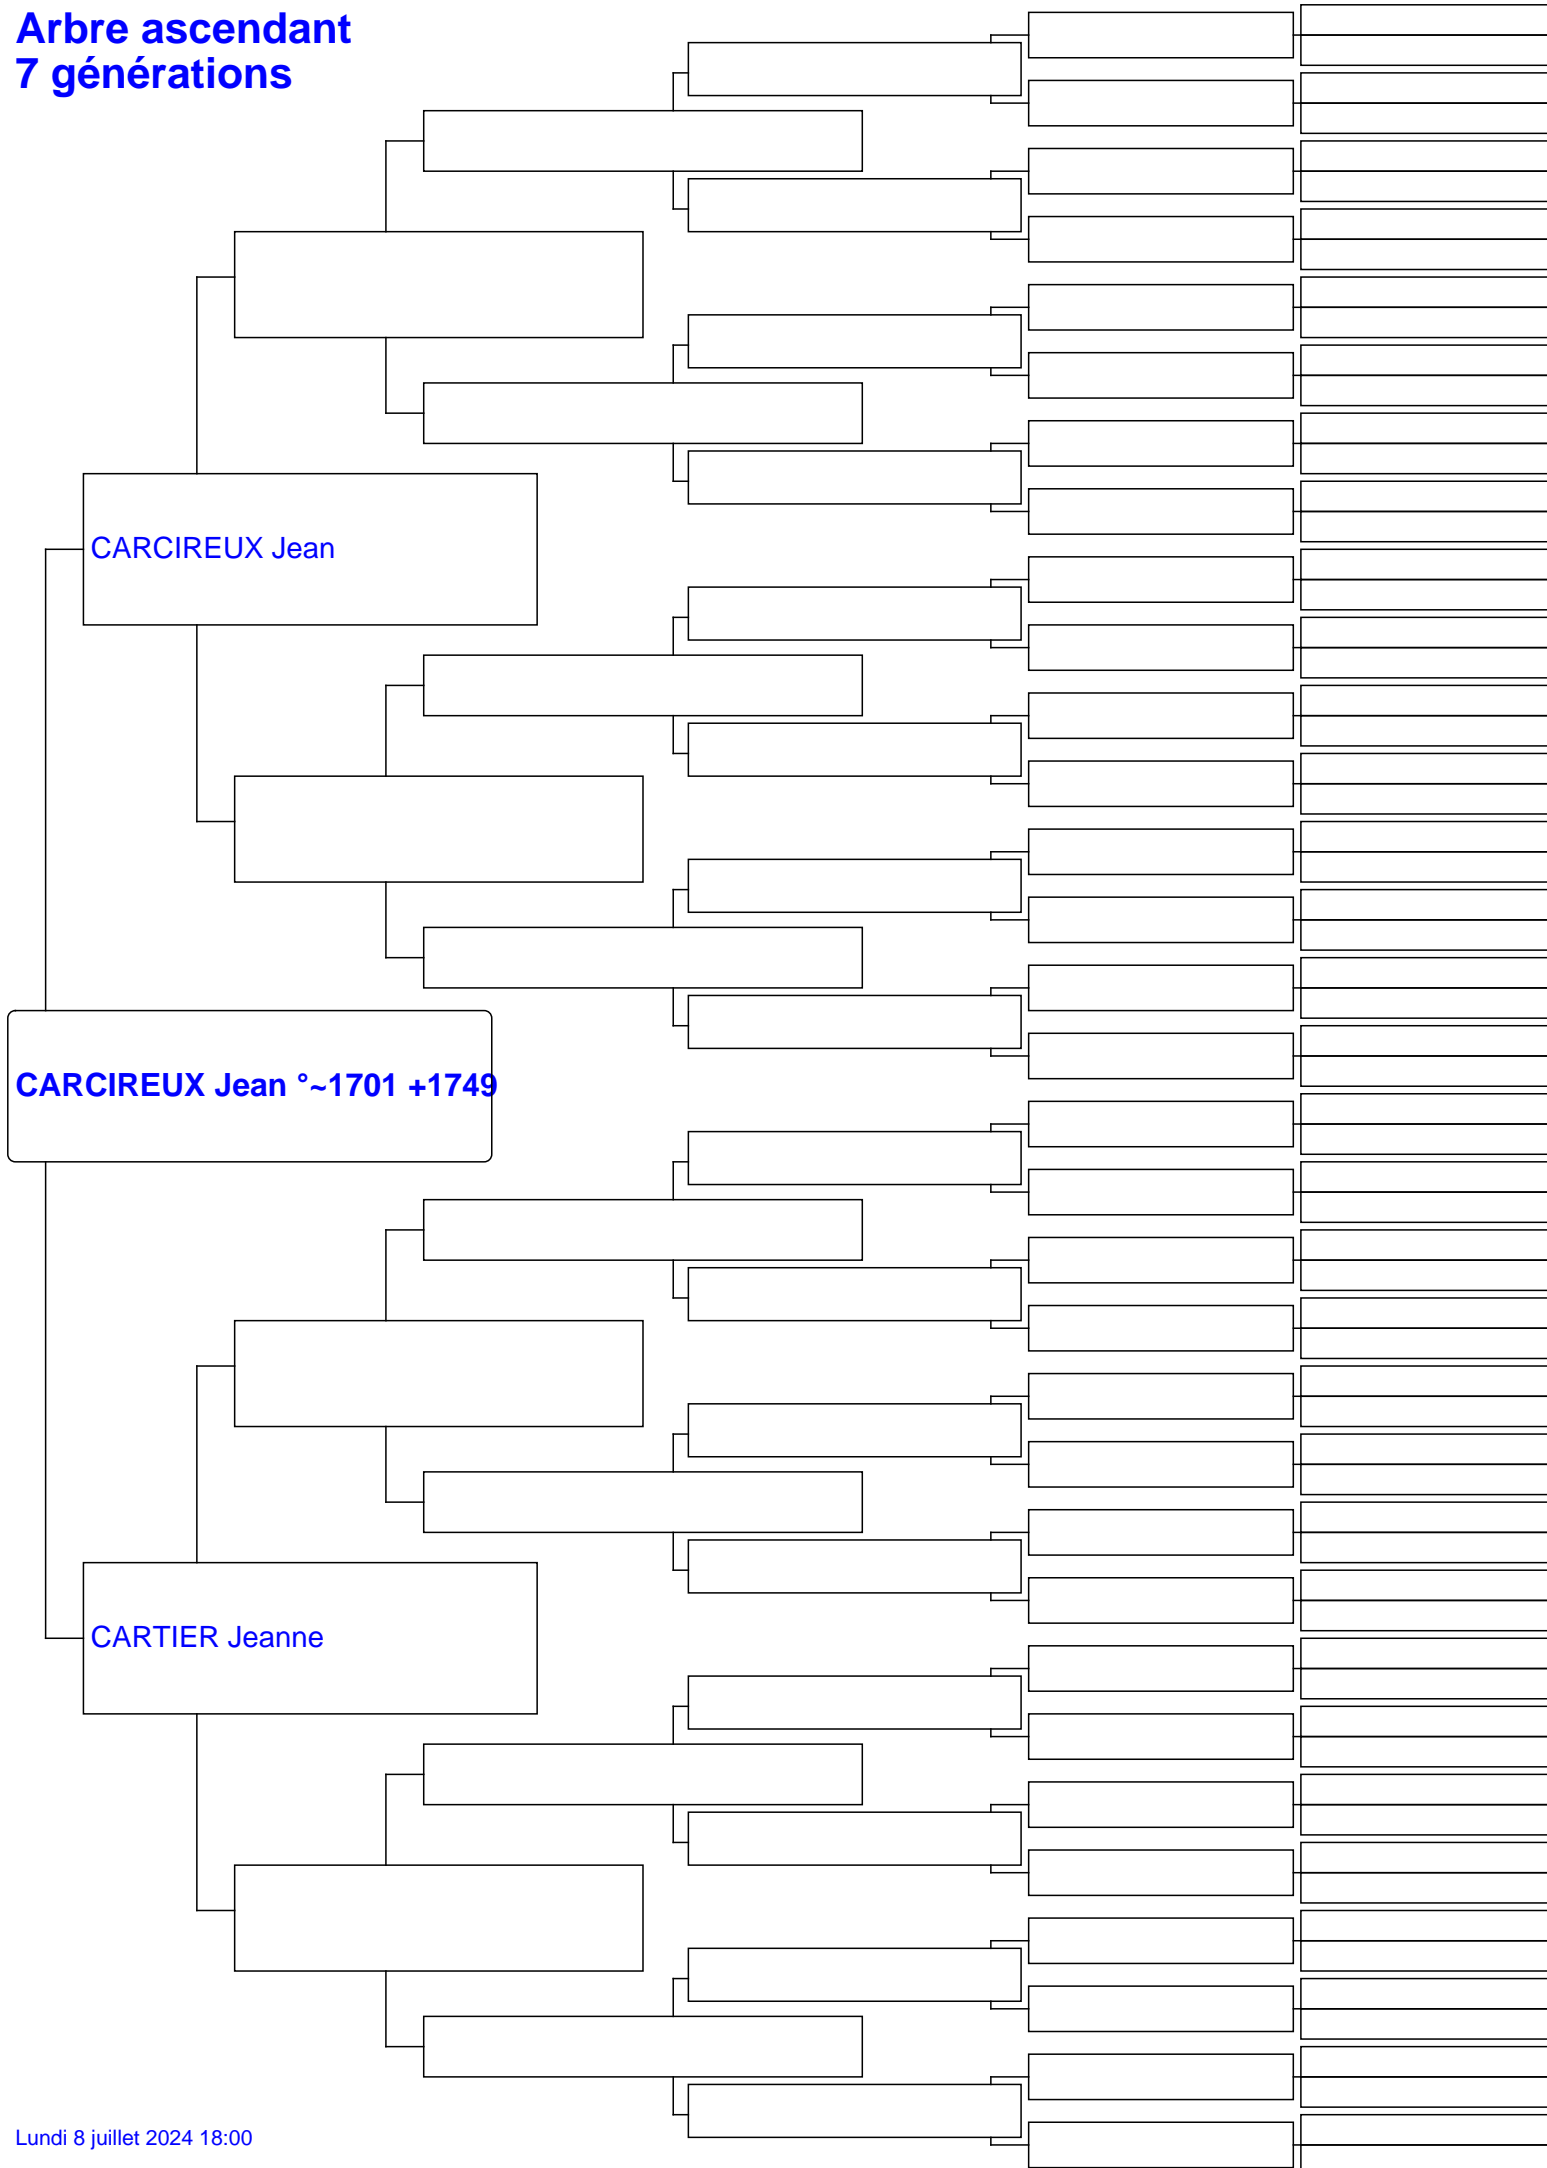 Arbre ascendant
7 générations
CARCIREUX Jean
CARCIREUX Jean °~1701 +1749
CARTIER Jeanne
Lundi 8 juillet 2024 18:00